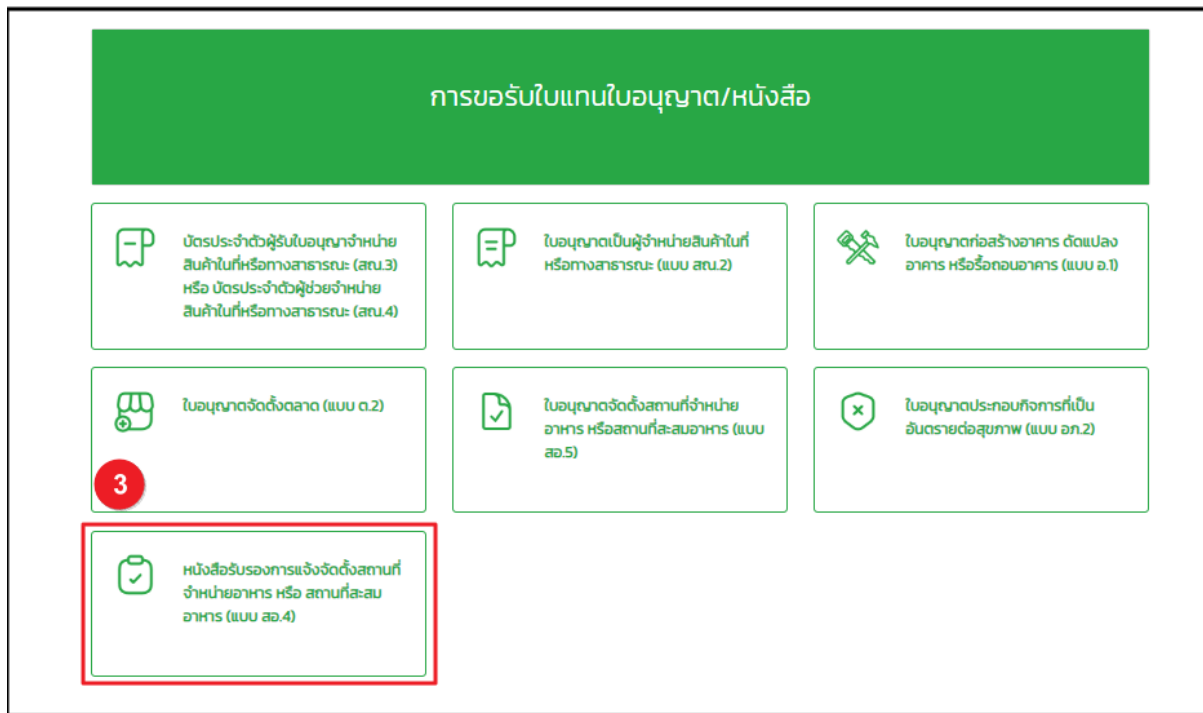 การขอรับใบแทนใบอนุญาต/หนังสือ
บัตรประจำตัวผู้รับใบอนุญาจำหน่าย
สินค้าในที่หรือทางสาธารณะ (สณ.3)
หรือ บัตรประจำตัวผู้ช่วยจำหน่าย
สินค้าในที่หรือทางสาธารณะ (สณ.4)
ใบอนุญาตเป็นผู้จำหน่ายสินค้าในที่
หรือทางสาธารณะ (แบบ สณ.2)
ใบอนุญาตก่อสร้างอาคาร ดัดแปลง
อาคาร หรือรื้อถอนอาคาร (แบบ อ.1)
ใบอนุญาตจัดตั้งตลาด (แบบ ต.2)
ใบอนุญาตจัดตั้งสถานที่จำหน่าย
อาหาร หรือสถานที่สะสมอาหาร (แบบ
สอ.5)
ใบอนุญาตประกอบกิจการที่เป็น
อันตรายต่อสุขภาพ (แบบ อภ.2)
3
หนังสือรับรองการแจ้งจัดตั้งสถานที่
จำหน่ายอาหาร หรือ สถานที่สะสม
อาหาร (แบบ สอ.4)